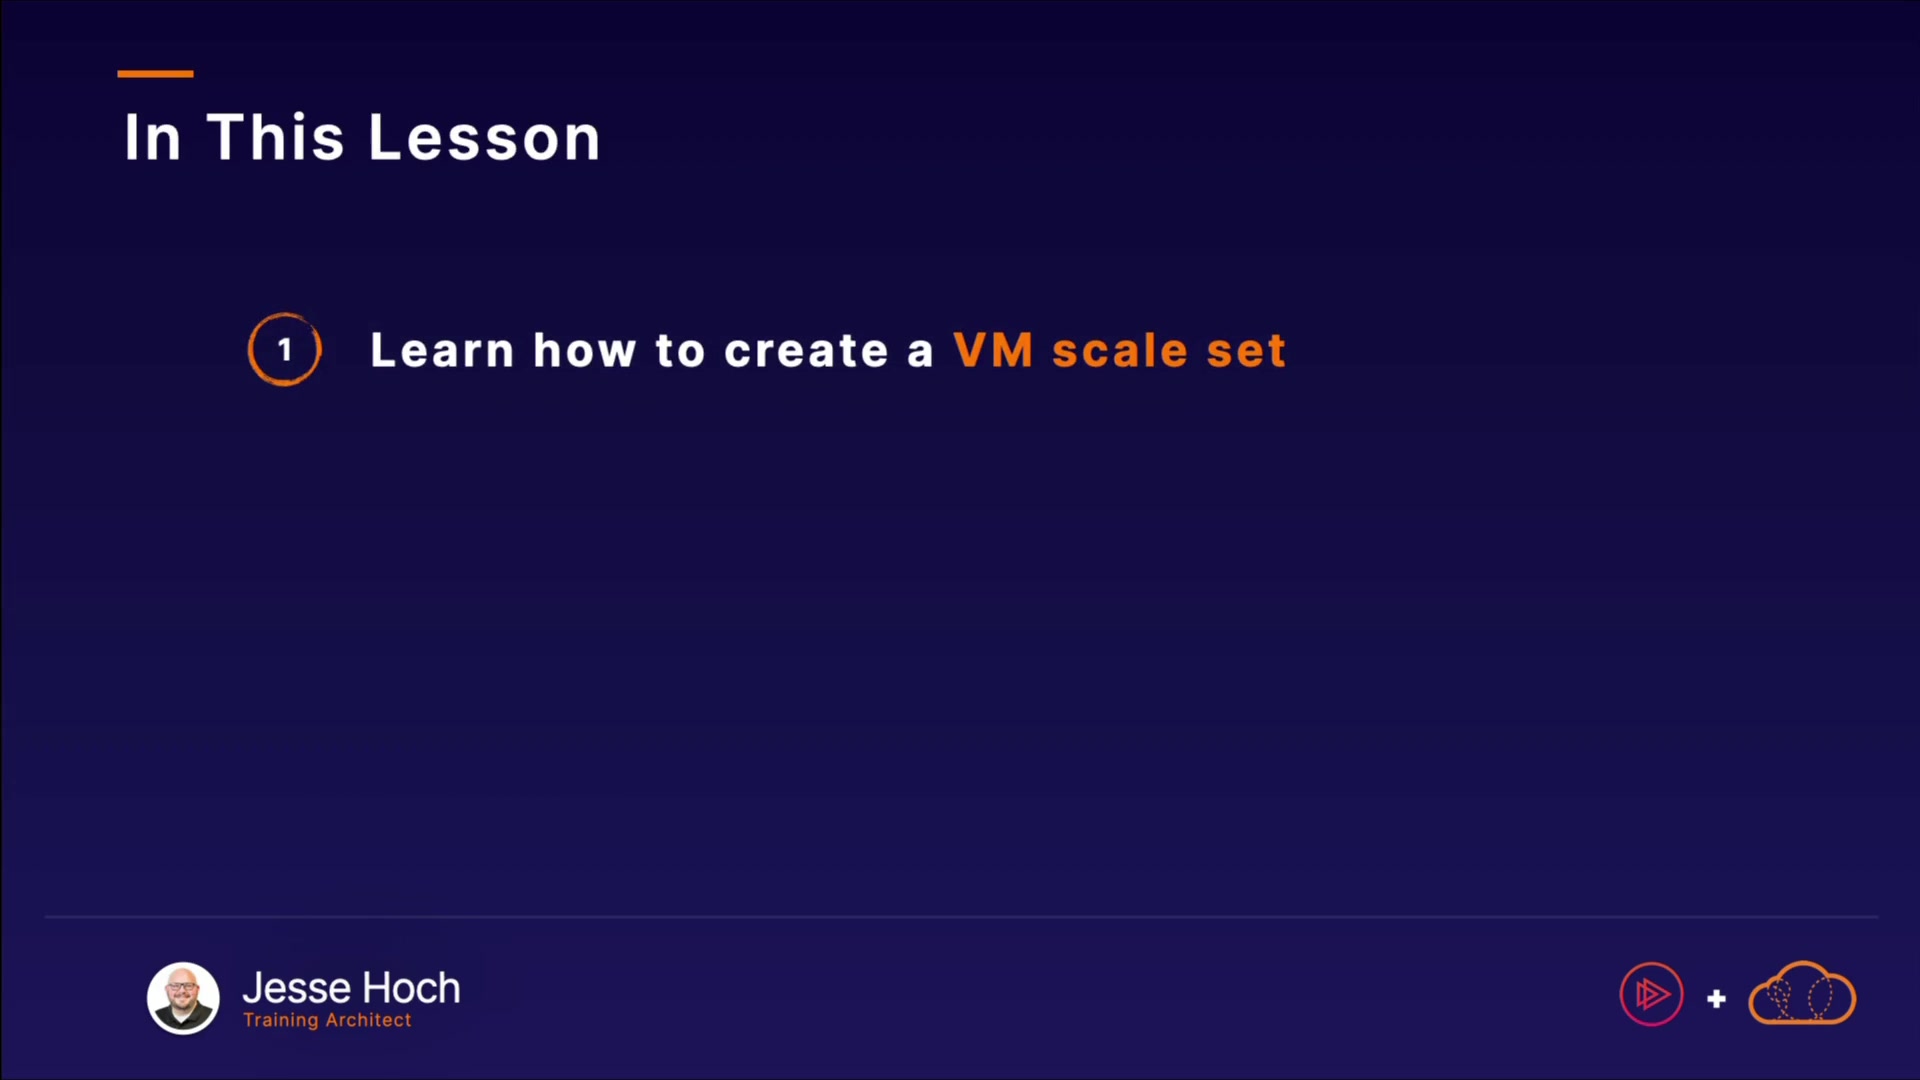 In This Lesson
1 Learn how to create a VM scale set
Jesse Hoch
Training Architect